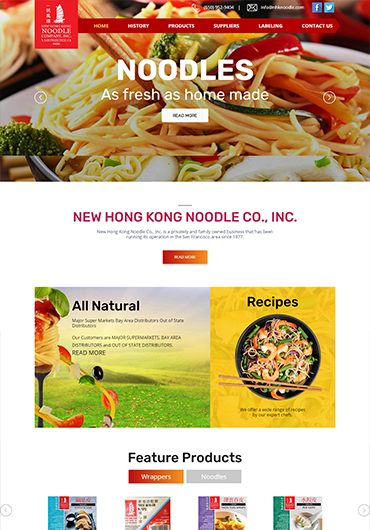 (650) 952-9404 | info@nhknoodle.com
NEW HONG KONG
NOODLE
COMPANY, INC.
HOME HISTORY PRODUCTS SUPPLIERS LABELING CONTACT US
NOODLES
As fresh as home made
READ MORE
NEW HONG KONG NOODLE CO., INC.
New Hong Kong Noodle Co., Inc. is a privately and family owned business that has been
running its operation in the San Francisco area since 1977.
READ MORE
All Natural
Major Super Markets Bay Area Distributors Out of State
Distributors
Our Customers are MAJOR SUPERMARKETS, BAY AREA
DISTRIBUTORS and OUT OF STATE DISTRIBUTORS.
READ MORE
Recipes
We offer a wide range of recipes
by our expert chefs.
Feature Products
Wrappers Noodles